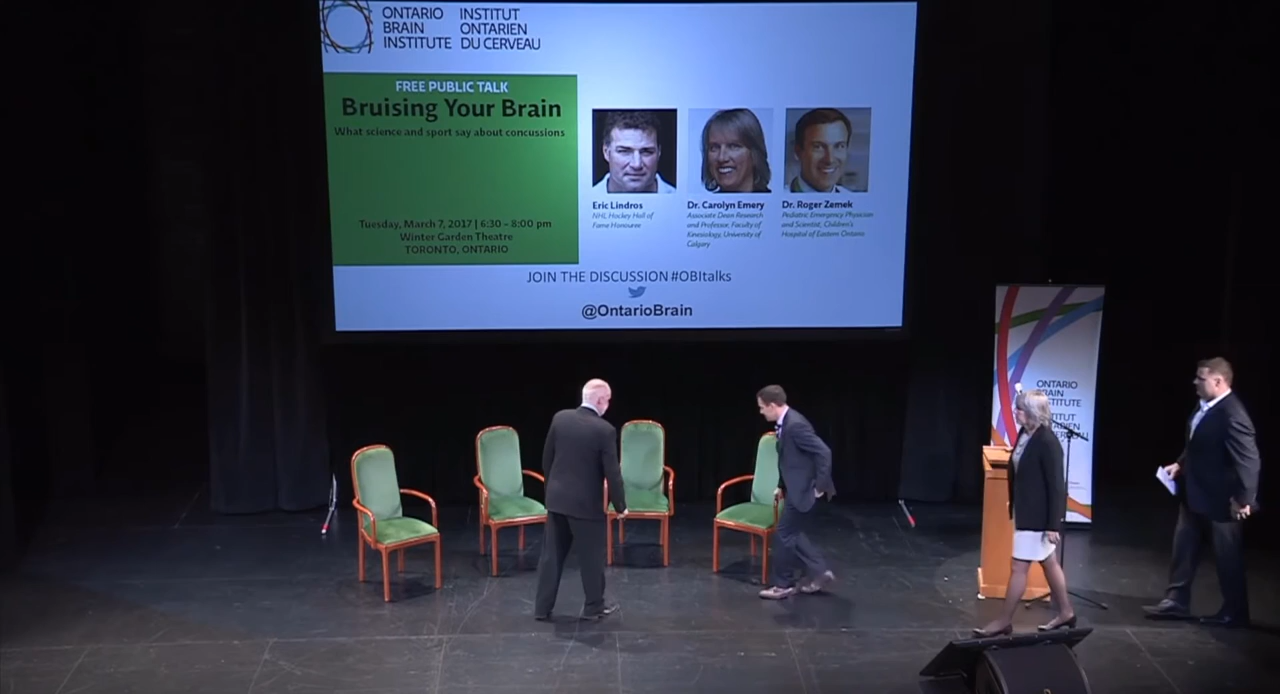 ONTARIO
BRAIN
INSTITUTE
INSTITUT
ONTARIEN
DU CERVEAU
FREE PUBLIC TALK
Bruising Your Brain
What science and sport say about concussions
Tuesday, March 7, 2017 | 6:30 - 8:00 pm
Winter Garden Theatre
TORONTO, ONTARIO
Eric Lindros
NHL Hockey Hall of
Fame Honouree
Dr. Carolyn Emery
Associate Dean Research
and Professor, Faculty of
Kinesiology, University of
Calgary
Dr. Roger Zemek
Pediatric Emergency Physician
and Scientist, Children's
Hospital of Eastern Ontario
JOIN THE DISCUSSION #OBItalks
@OntarioBrain
ONTARIO
BRAIN
INSTITUTE